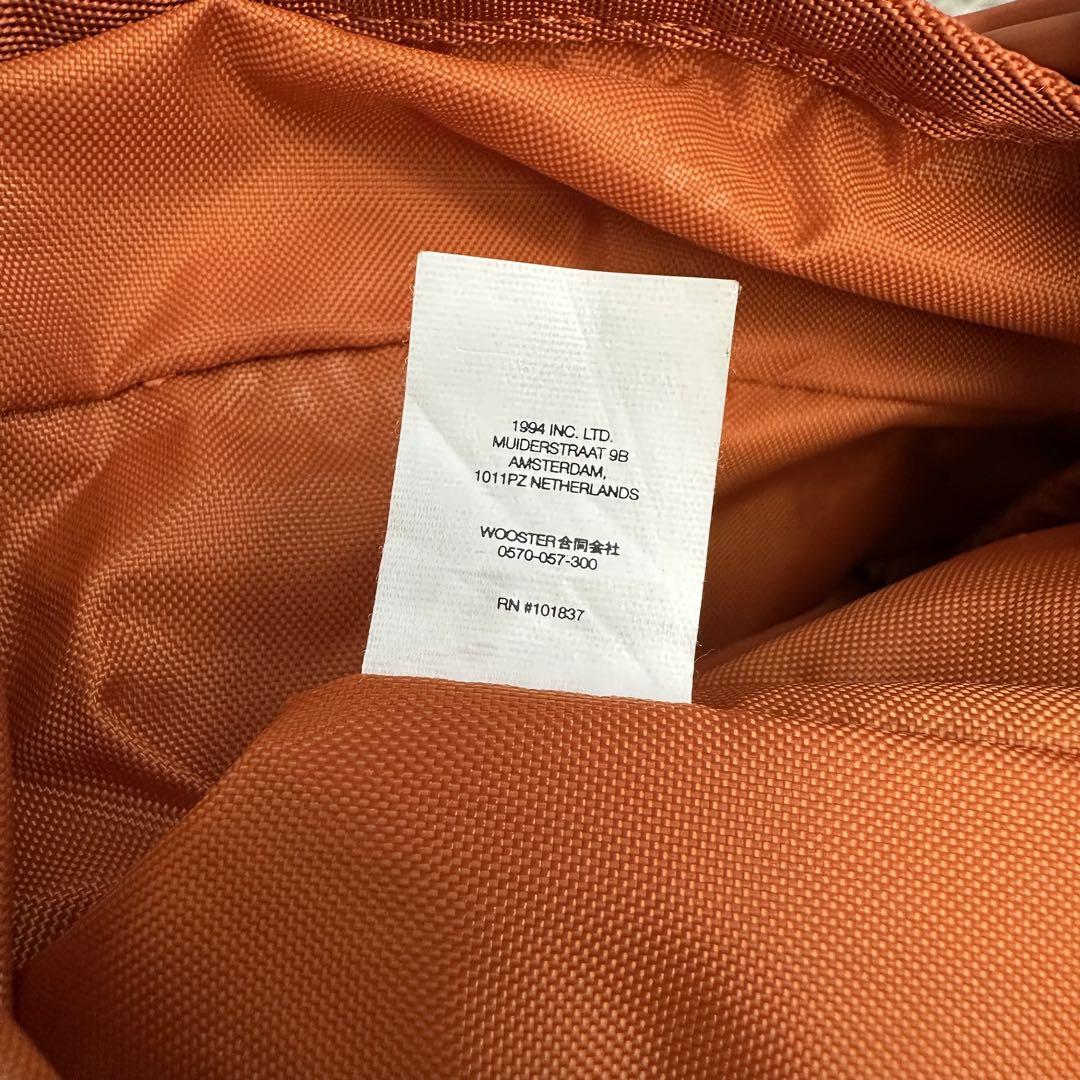 1994 INC. LTD.
MUIDERSTRAAT 9B
AMSTERDAM,
1011PZ NETHERLANDS
WOOSTER合同会社
0570-057-300
RN #101837